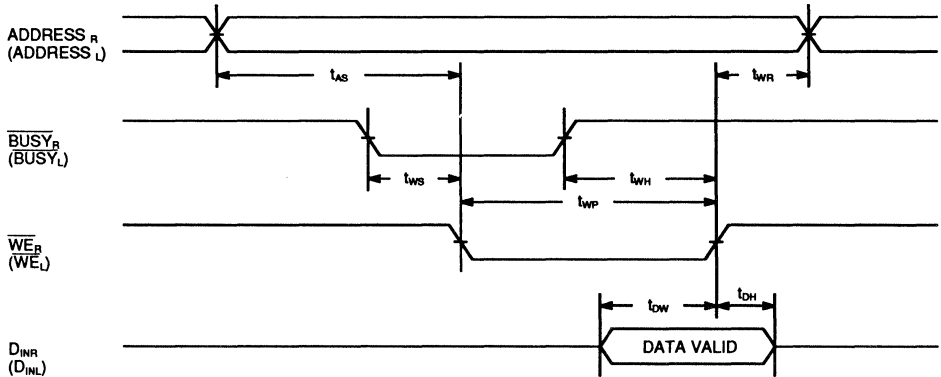 ADDRESS R
(ADDRESS L)
tAS
tWR
BUSYR
(BUSYL)
tWS
tWH
tWP
WER
(WEL)
tDW
tDH
DINR
(DINL)
DATA VALID